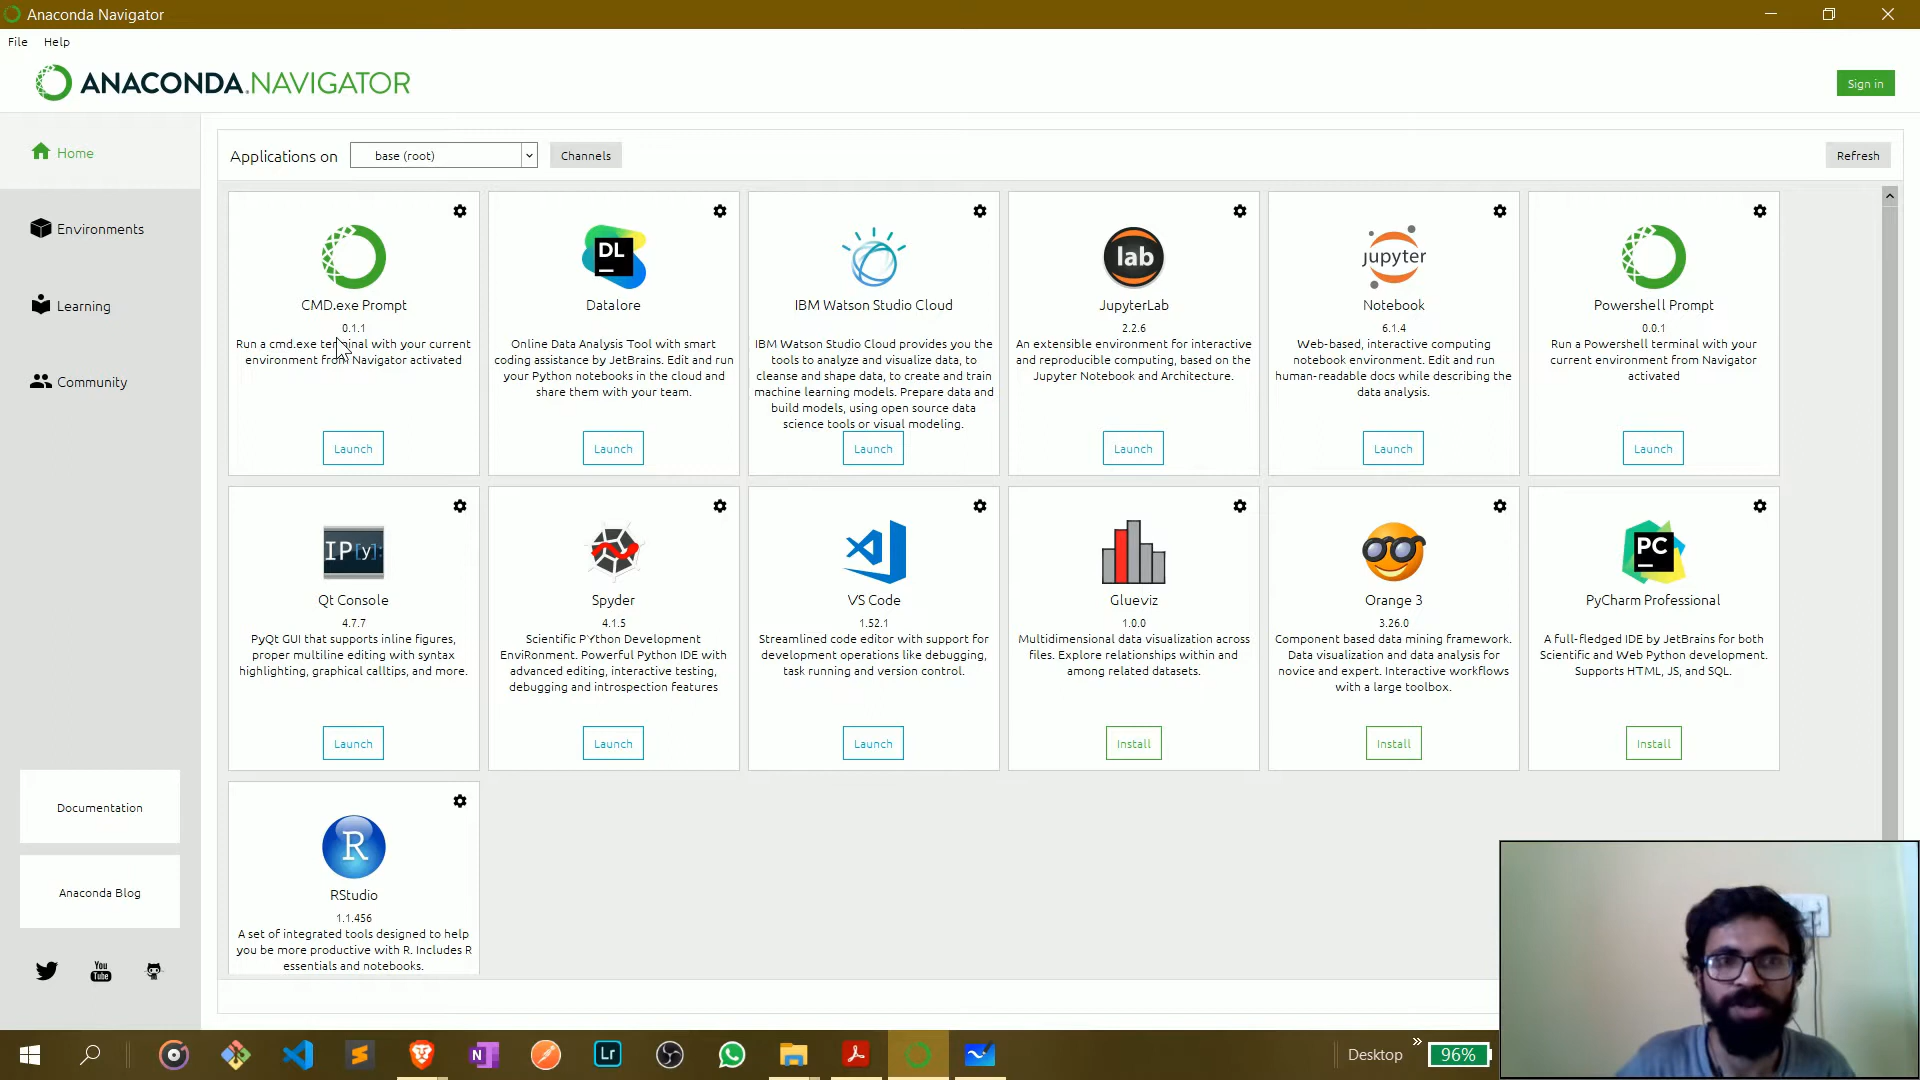 Anaconda Navigator
File Help
ANACONDA.NAVIGATOR
Sign in
Home
Environments
Learning
Community
Documentation
Anaconda Blog
You
Tube
Applications on base (root) Channels Refresh
CMD.exe Prompt
0.1.1
Run a cmd.exe terminal with your current
environment from Navigator activated
Launch
DL
Datalore
Online Data Analysis Tool with smart
coding assistance by JetBrains. Edit and run
your Python notebooks in the cloud and
share them with your team.
Launch
IBM Watson Studio Cloud
IBM Watson Studio Cloud provides you the
tools to analyze and visualize data, to
cleanse and shape data, to create and train
machine learning models. Prepare data and
build models, using open source data
science tools or visual modeling.
Launch
lab
JupyterLab
2.2.6
An extensible environment for interactive
and reproducible computing, based on the
Jupyter Notebook and Architecture.
Launch
jupyter
Notebook
6.1.4
Web-based, interactive computing
notebook environment. Edit and run
human-readable docs while describing the
data analysis.
Launch
Powershell Prompt
0.0.1
Run a Powershell terminal with your
current environment from Navigator
activated
Launch
IP[y]:
Qt Console
4.7.7
PyQt GUI that supports inline figures,
proper multiline editing with syntax
highlighting, graphical calltips, and more.
Launch
Spyder
4.1.5
Scientific PYthon Development
EnviRonment. Powerful Python IDE with
advanced editing, interactive testing,
debugging and introspection features
Launch
VS Code
1.52.1
Streamlined code editor with support for
development operations like debugging,
task running and version control.
Launch
Glueviz
1.0.0
Multidimensional data visualization across
files. Explore relationships within and
among related datasets.
Install
Orange 3
3.26.0
Component based data mining framework.
Data visualization and data analysis for
novice and expert. Interactive workflows
with a large toolbox.
Install
PC
PyCharm Professional
A full-fledged IDE by JetBrains for both
Scientific and Web Python development.
Supports HTML, JS, and SQL.
Install
R
RStudio
1.1.456
A set of integrated tools designed to help
you be more productive with R. Includes R
essentials and notebooks.
N
Lr
Desktop
96%